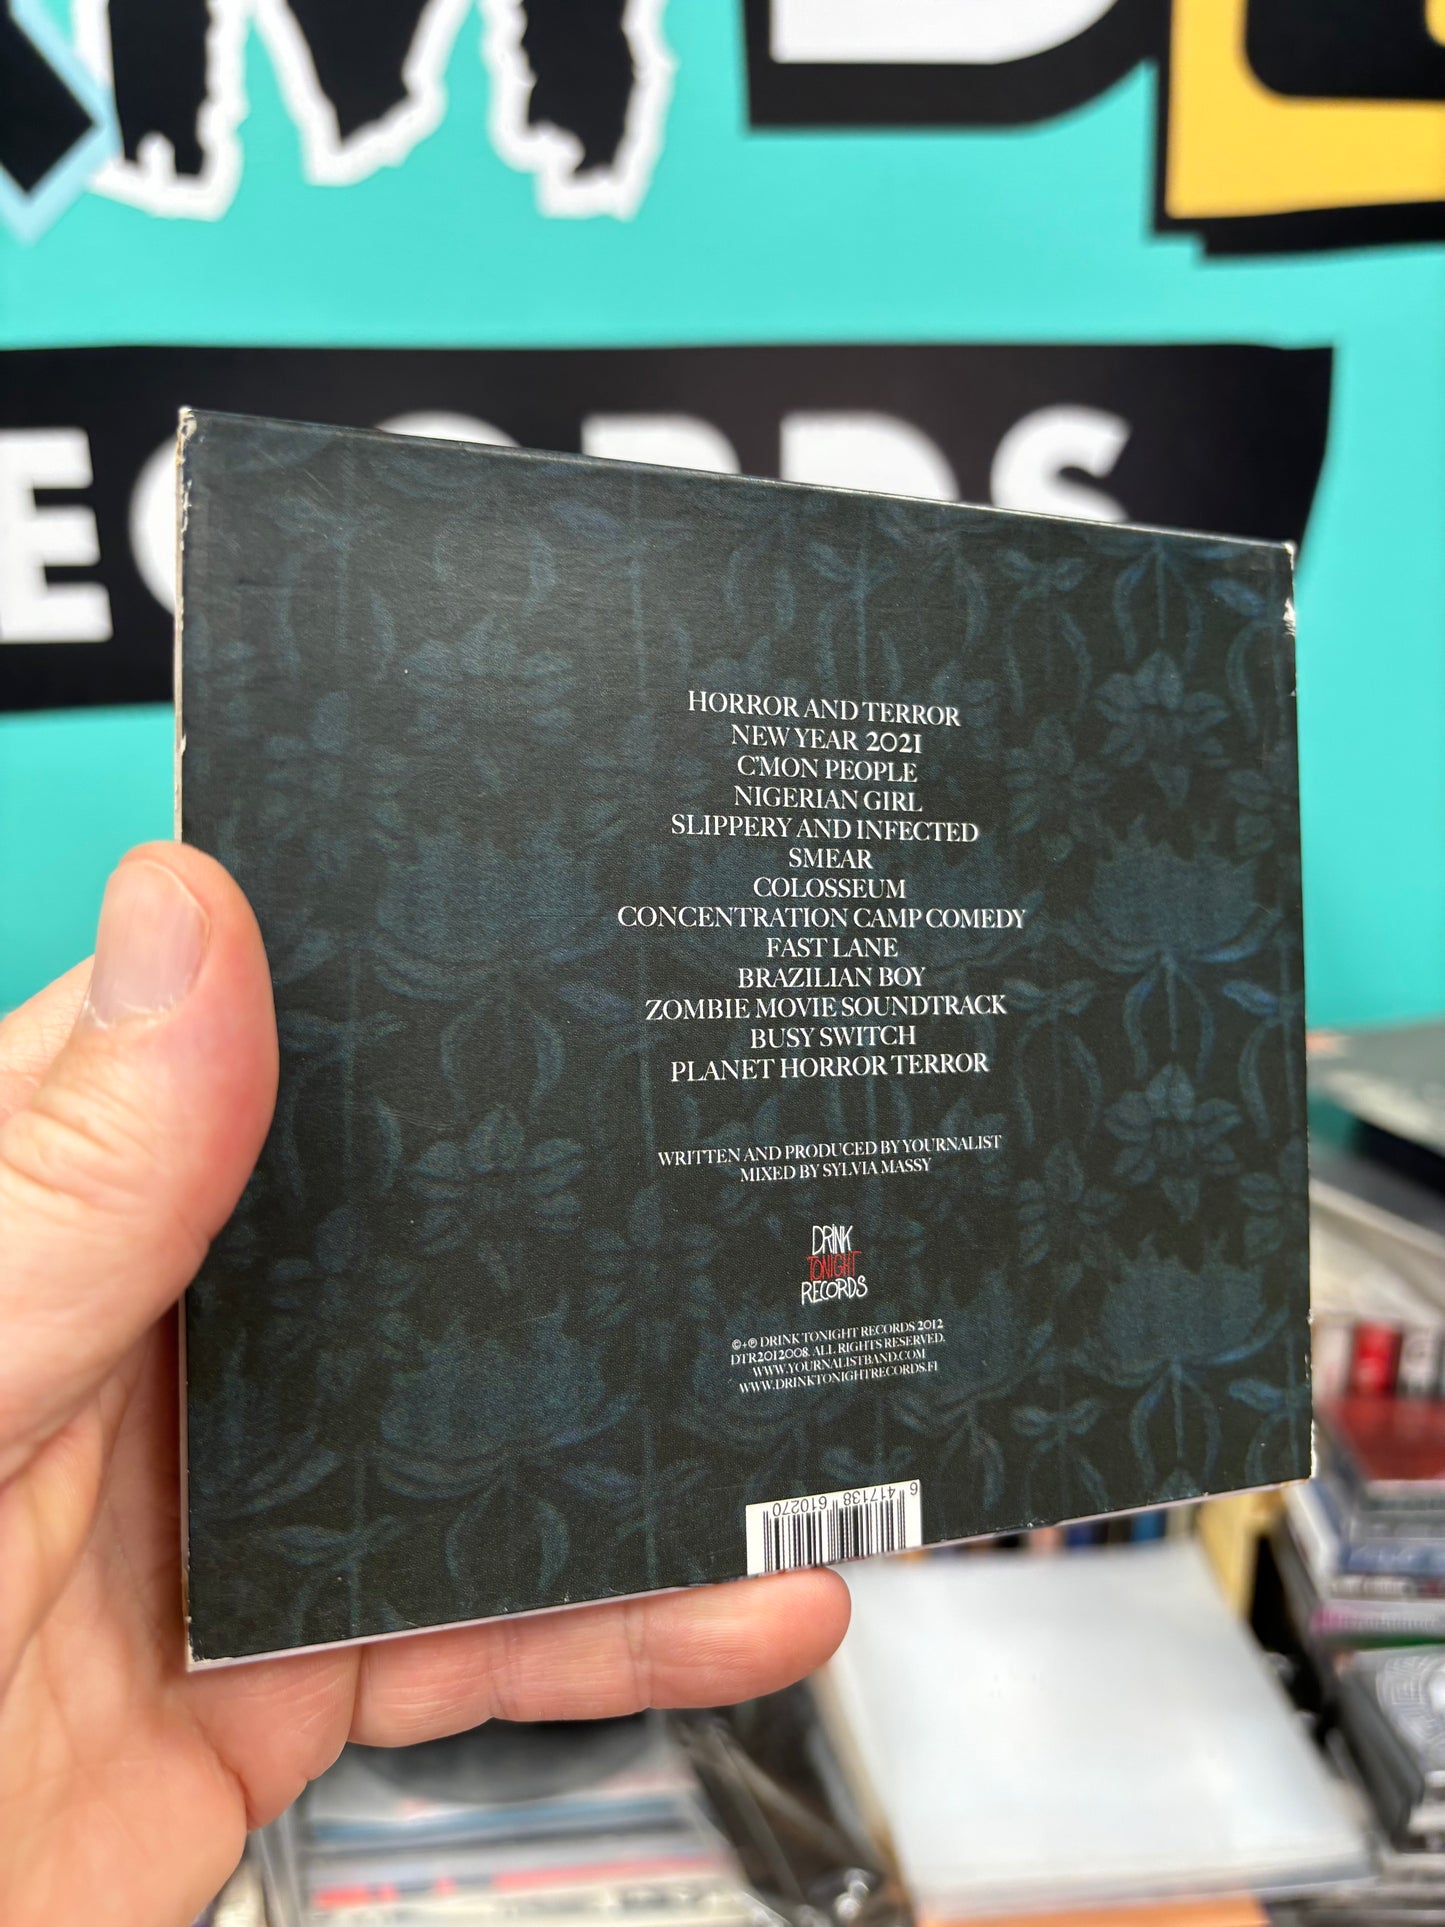 RECORDS
HORROR AND TERROR
NEW YEAR 2021
C'MON PEOPLE
NIGERIAN GIRL
SLIPPERY AND INFECTED
SMEAR
COLOSSEUM
CONCENTRATION CAMP COMEDY
FAST LANE
BRAZILIAN BOY
ZOMBIE MOVIE SOUNDTRACK
BUSY SWITCH
PLANET HORROR TERROR
WRITTEN AND PRODUCED BY YOURNALIST
MIXED BY SYLVIA MASSY
DRINK
TONIGHT
RECORDS
©+℗ DRINK TONIGHT RECORDS 2012
DTR2012008. ALL RIGHTS RESERVED.
WWW.YOURNALISTBAND.COM
WWW.DRINKTONIGHTRECORDS.FI
6 417138 610270